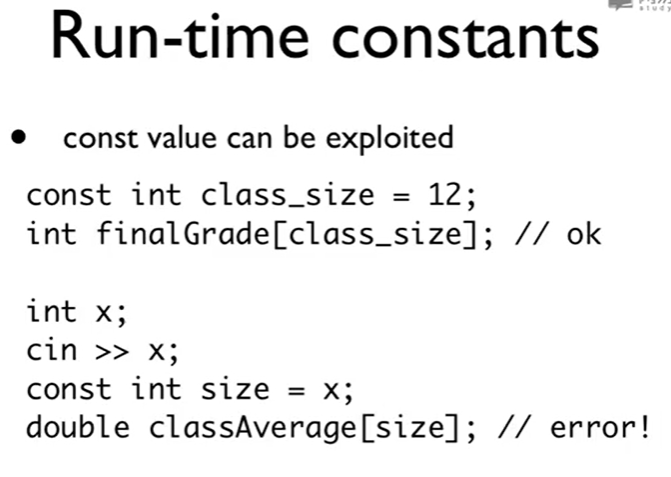 Run-time constants
• const value can be exploited
const int class_size = 12;
int finalGrade[class_size]; // ok
int x;
cin >> x;
const int size = x;
double classAverage[size]; // error!